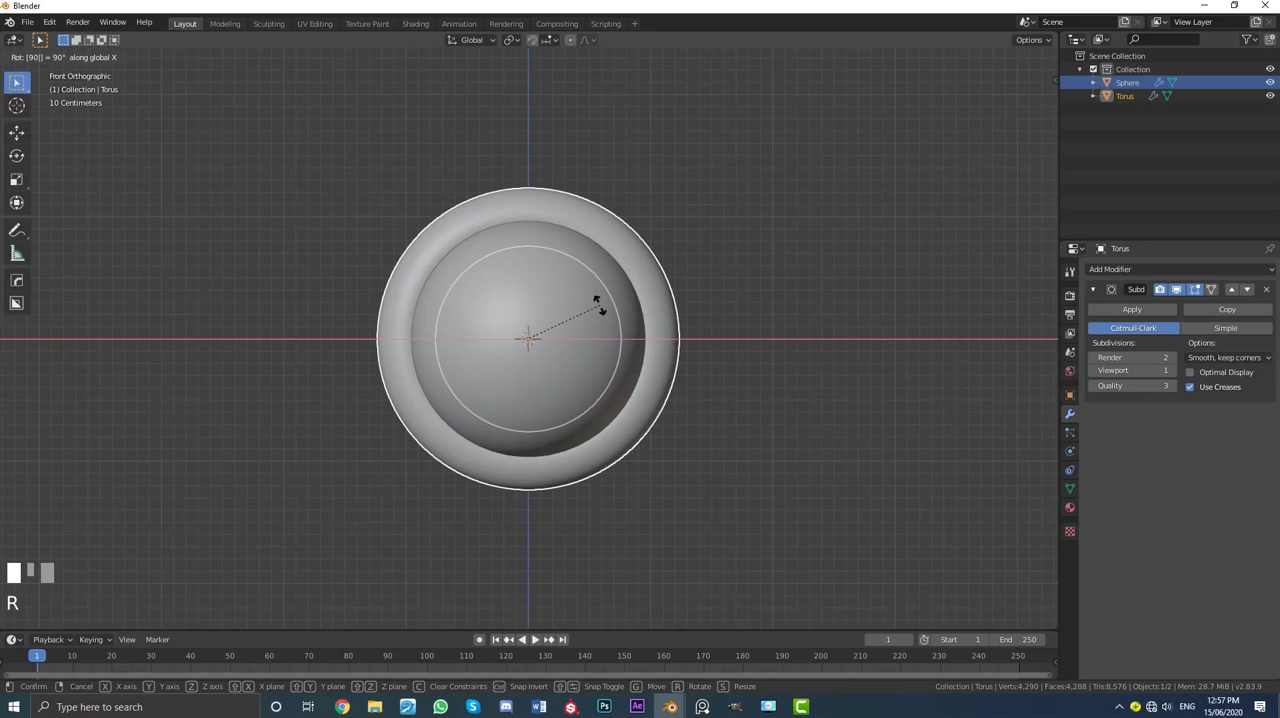 Blender
File Edit Render Window Help Layout Modeling Sculpting UV Editing Texture Paint Shading Animation Compositing Rendering Scripting + Scene View Layer
Global Options
Rot: [90|] = 90° along global X
Front Orthographic
(1) Collection | Torus
10 Centimeters
Scene Collection
Collection
Sphere
Torus
Torus
Add Modifier
Subd
Apply Copy
Catmull-Clark Simple
Subdivisions: Options:
Render 2 Smooth, keep corners
Viewport 1 Optimal Display
Quality 3 Use Creases
R
Playback Keying View Marker 1 Start 1 End 250
1 10 20 30 40 50 60 70 80 90 100 110 120 130 140 150 160 170 180 190 200 210 220 230 240 250
Confirm Cancel X X axis Y Y axis Z Z axis X X plane Y Y plane Z Z plane C Clear Constraints Snap Invert Snap Toggle G Move R Rotate S Resize Collection | Torus | Verts:4,290 | Faces:4,288 | Tris:8,576 | Objects:1/2 | Mem: 28.7 MiB | v2.83.9
Type here to search ENG 12:57 PM
15/06/2020